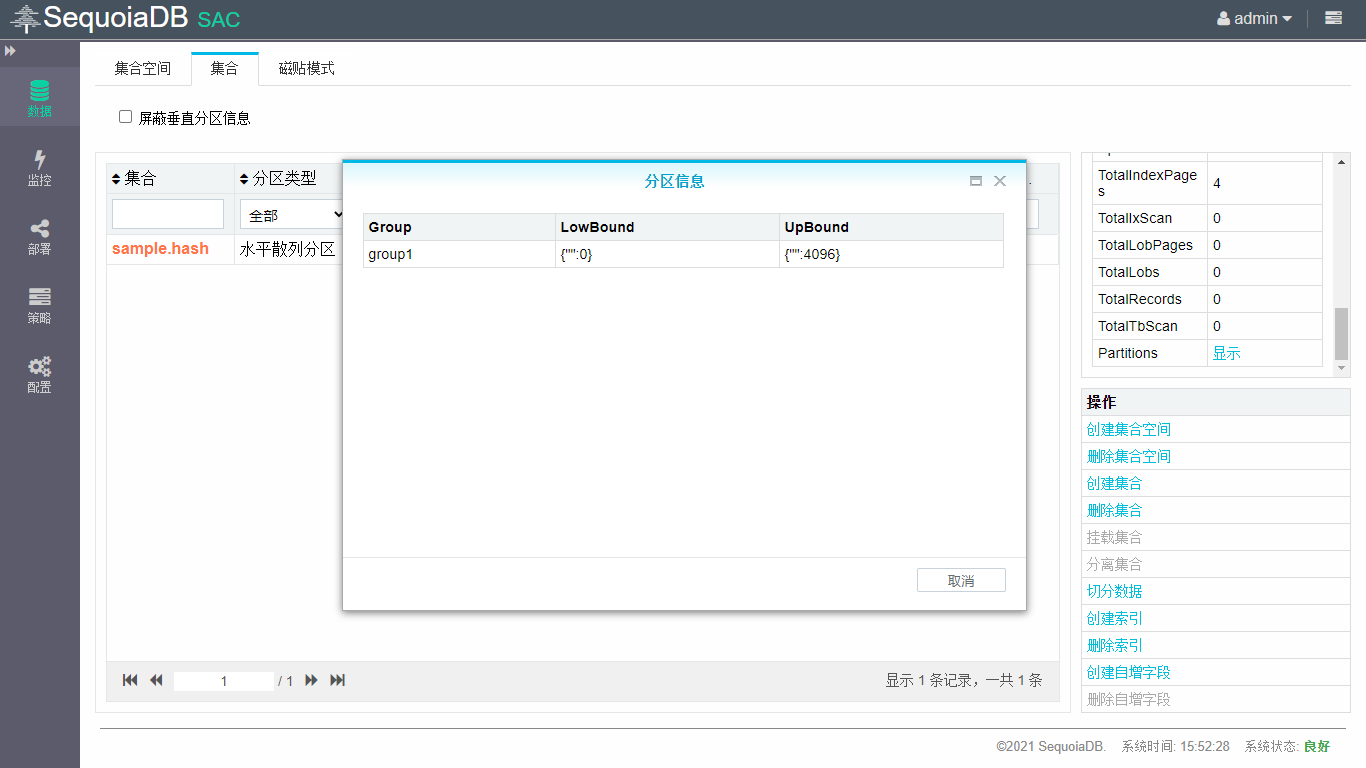 SequoiaDB SAC
admin
集合空间
集合
磁贴模式
屏蔽垂直分区信息
数据
监控
部署
策略
配置
集合
分区类型
全部
sample.hash
水平散列分区
分区信息
Group
LowBound
UpBound
group1
{"":0}
{"":4096}
取消
1
/ 1
显示 1 条记录，一共 1 条
TotalIndexPage
s
4
TotalIxScan
0
TotalLobPages
0
TotalLobs
0
TotalRecords
0
TotalTbScan
0
Partitions
显示
操作
创建集合空间
删除集合空间
创建集合
删除集合
挂载集合
分离集合
切分数据
创建索引
删除索引
创建自增字段
删除自增字段
©2021 SequoiaDB. 系统时间: 15:52:28 系统状态: 良好